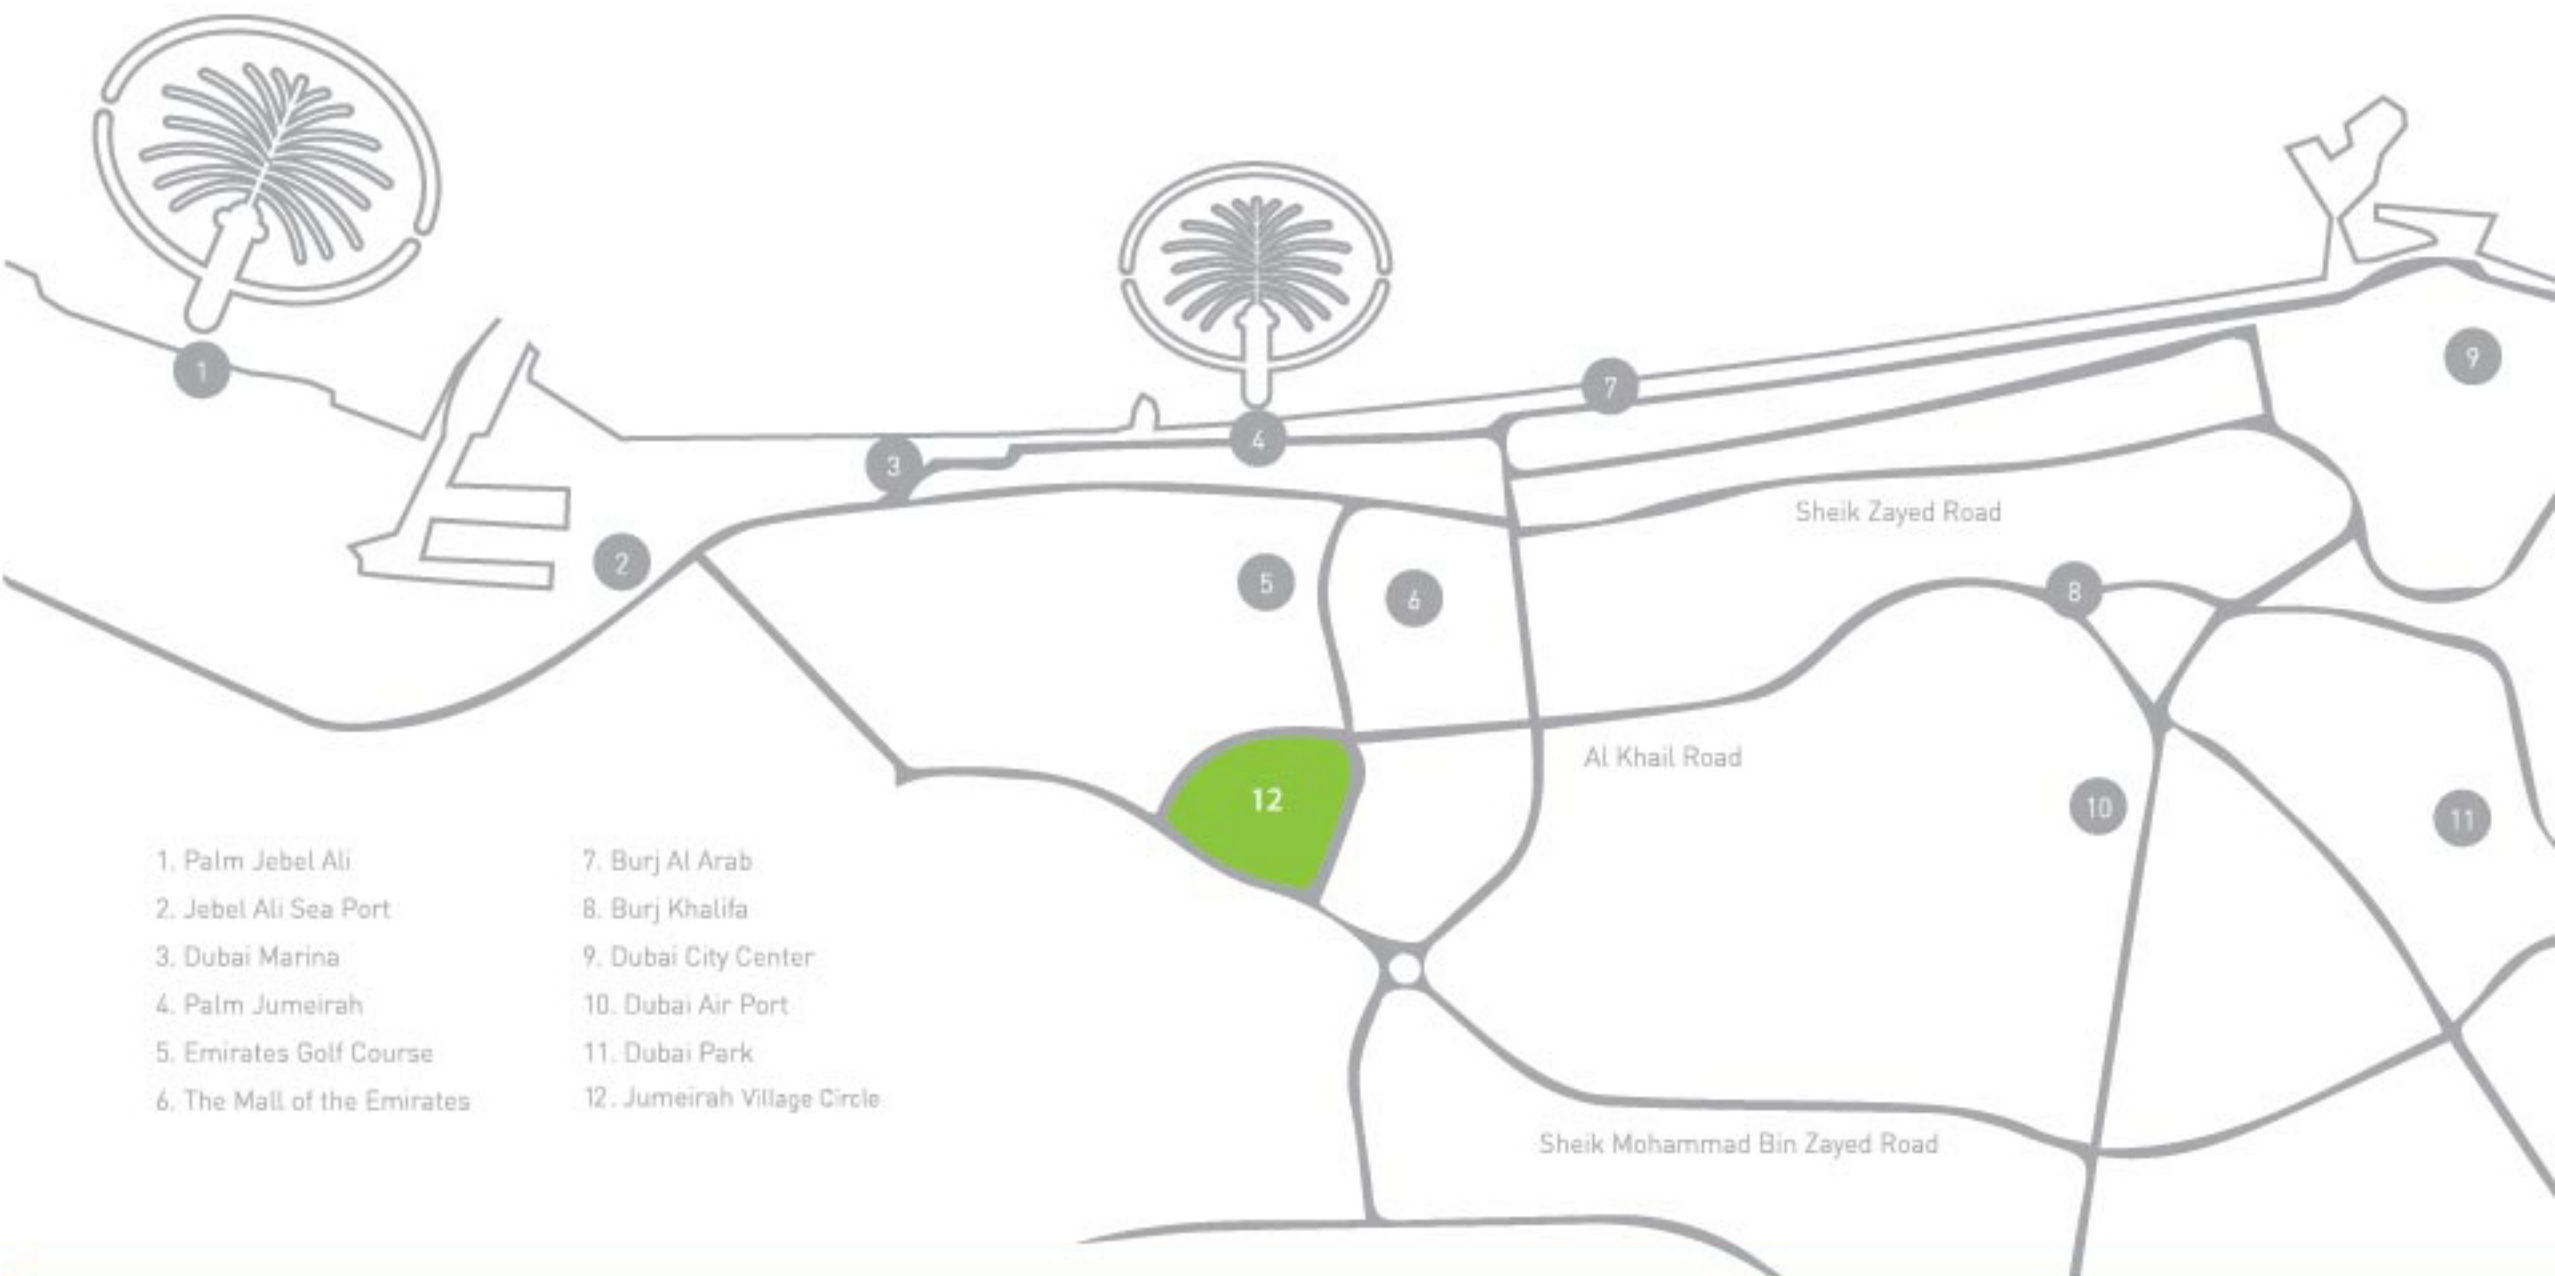 1
2
3
4
5
6
7
8
9
10
11
12
Sheik Zayed Road
Al Khail Road
Sheik Mohammad Bin Zayed Road
1. Palm Jebel Ali
2. Jebel Ali Sea Port
3. Dubai Marina
4. Palm Jumeirah
5. Emirates Golf Course
6. The Mall of the Emirates
7. Burj Al Arab
8. Burj Khalifa
9. Dubai City Center
10. Dubai Air Port
11. Dubai Park
12. Jumeirah Village Circle